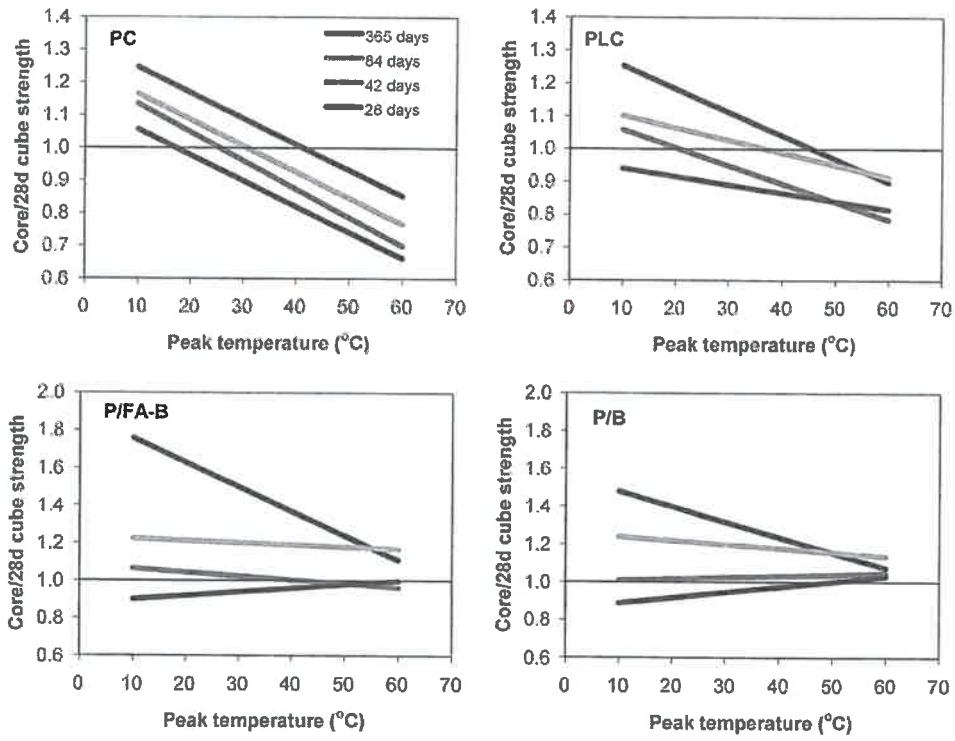 PC
365 days
84 days
42 days
28 days
Core/28d cube strength
1.4
1.3
1.2
1.1
1.0
0.9
0.8
0.7
0.6
0 10 20 30 40 50 60 70
Peak temperature (°C)
PLC
Core/28d cube strength
1.4
1.3
1.2
1.1
1.0
0.9
0.8
0.7
0.6
0 10 20 30 40 50 60 70
Peak temperature (°C)
P/FA-B
Core/28d cube strength
2.0
1.8
1.6
1.4
1.2
1.0
0.8
0.6
0 10 20 30 40 50 60 70
Peak temperature (°C)
P/B
Core/28d cube strength
2.0
1.8
1.6
1.4
1.2
1.0
0.8
0.6
0 10 20 30 40 50 60 70
Peak temperature (°C)